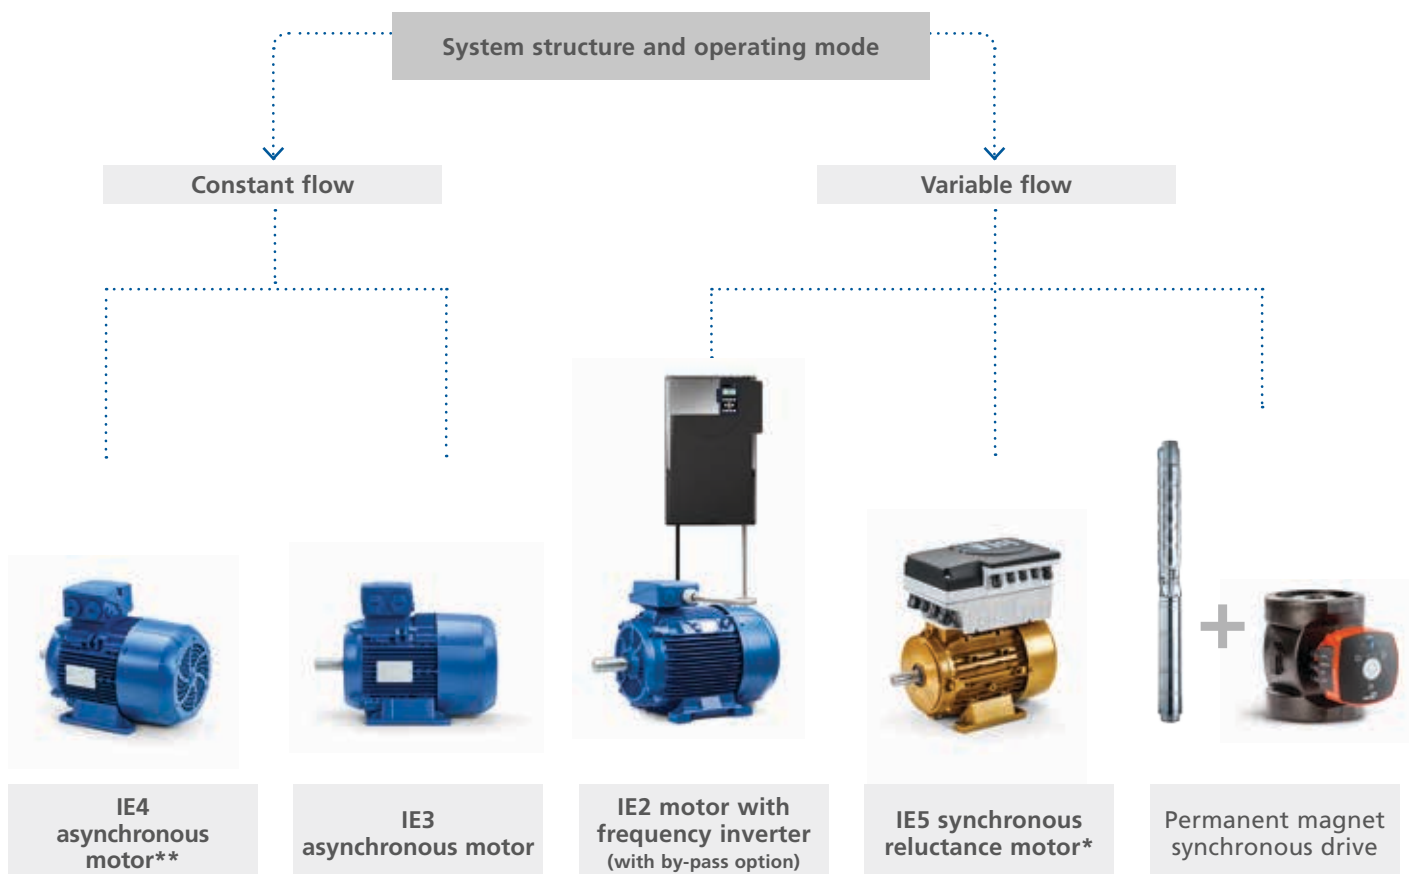 System structure and operating mode
Constant flow
Variable flow
IE4
asynchronous
motor**
IE3
asynchronous motor
IE2 motor with
frequency inverter
(with by-pass option)
IE5 synchronous
reluctance motor*
Permanent magnet
synchronous drive